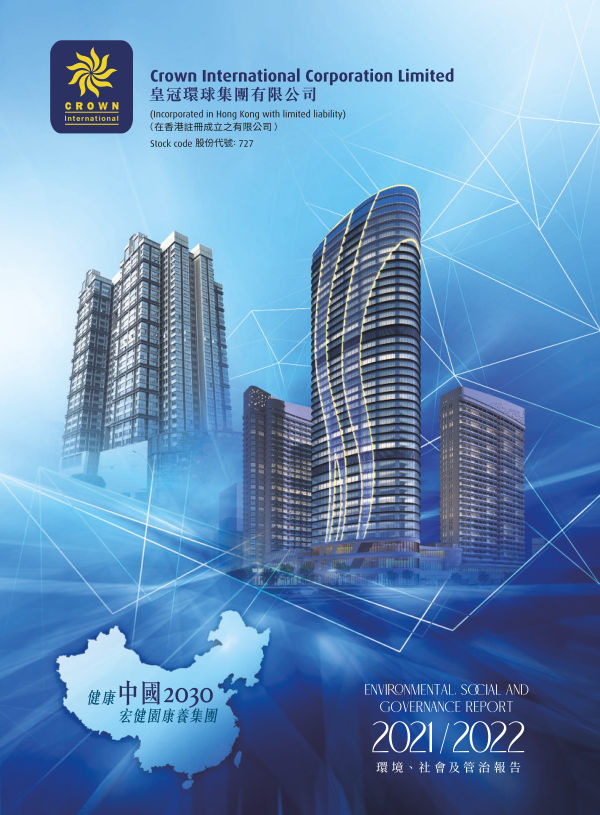 CROWN
International
Crown International Corporation Limited
皇冠環球集團有限公司
(Incorporated in Hong Kong with limited liability)
（在香港註冊成立之有限公司）
Stock code 股份代號: 727
健康 中國2030
宏健園康養集團
ENVIRONMENTAL, SOCIAL AND
GOVERNANCE REPORT
2021/2022
環境、社會及管治報告